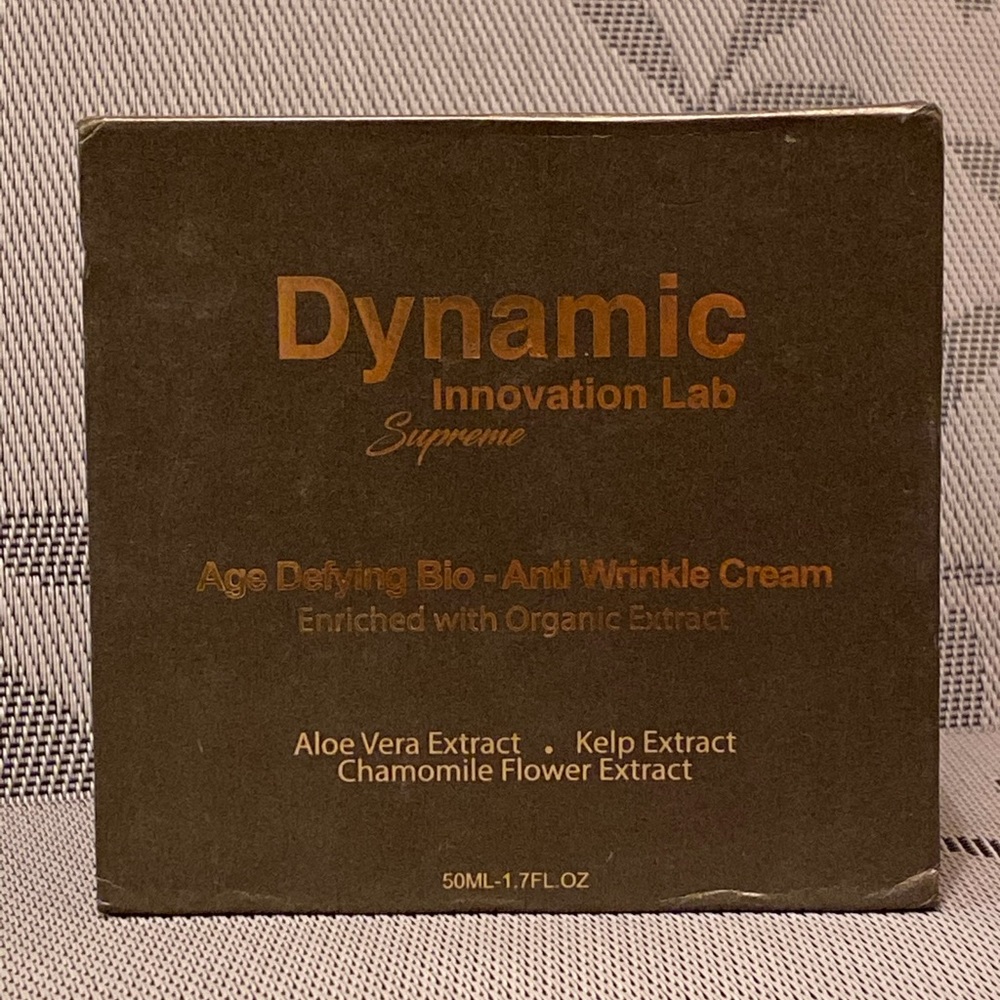 Dynamic
Innovation Lab
Supreme
Age Defying Bio - Anti Wrinkle Cream
Enriched with Organic Extract
Aloe Vera Extract . Kelp Extract
Chamomile Flower Extract
50ML-1.7FL.OZ